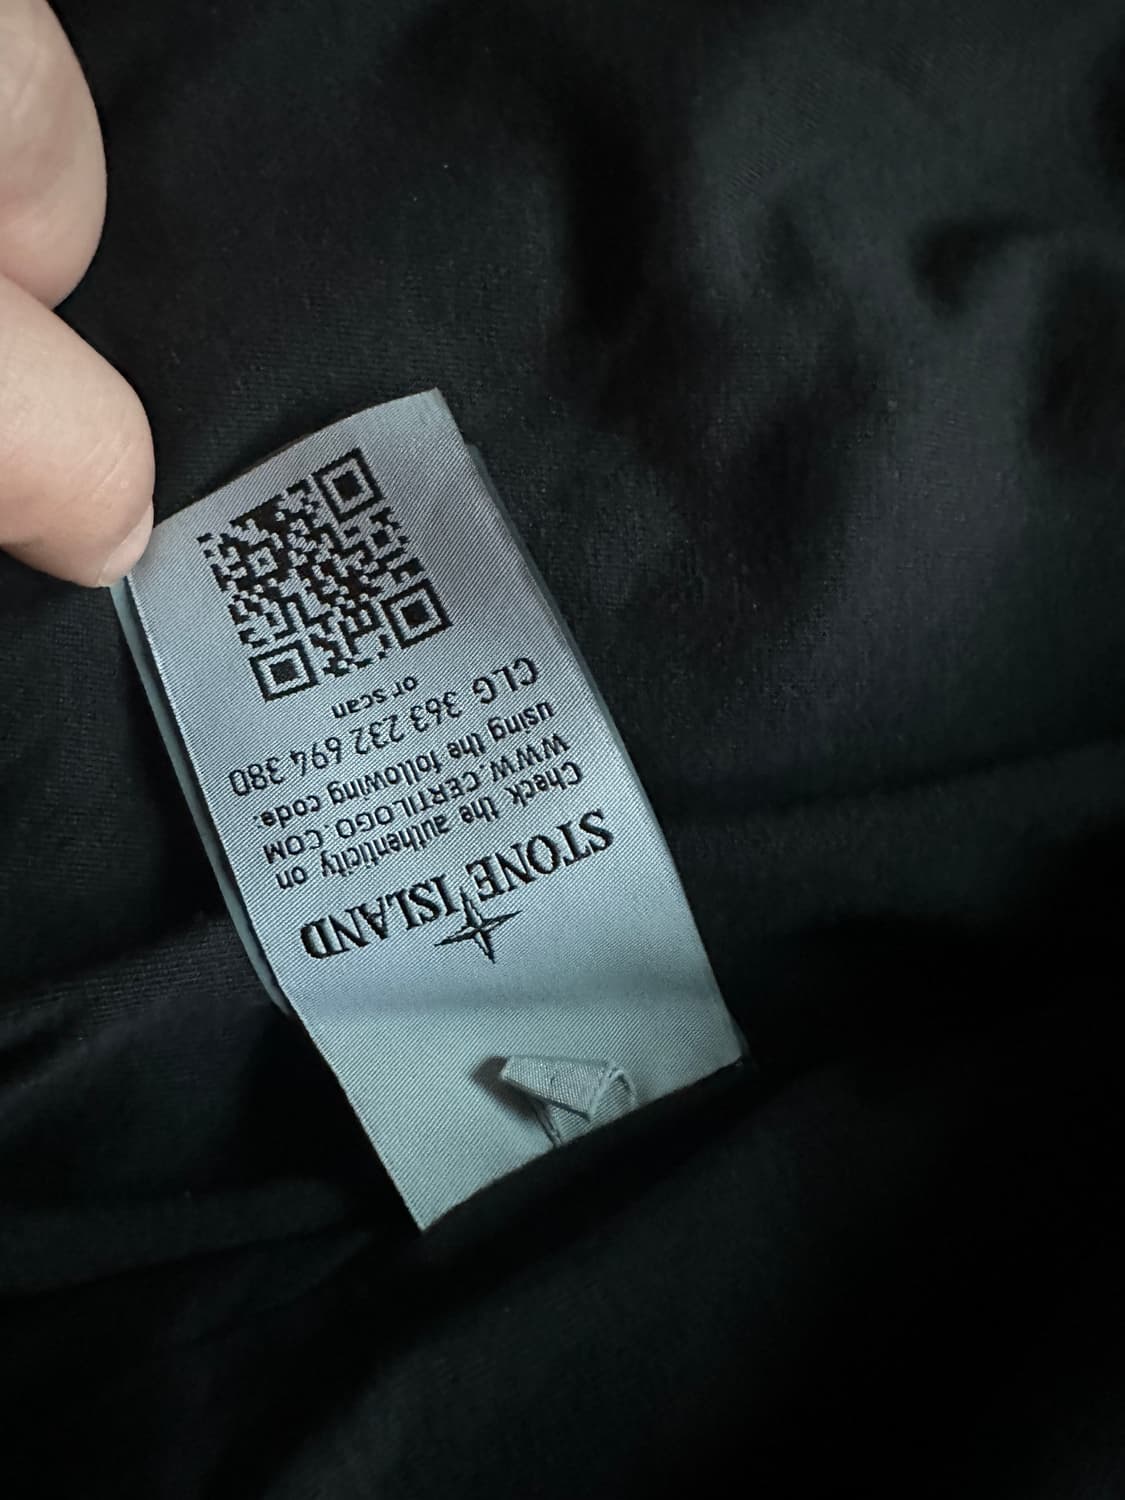 STONE ISLAND
Check the authenticity on
WWW.CERTILOGO.COM
using the following code:
CLG 363 232 694 380
or scan